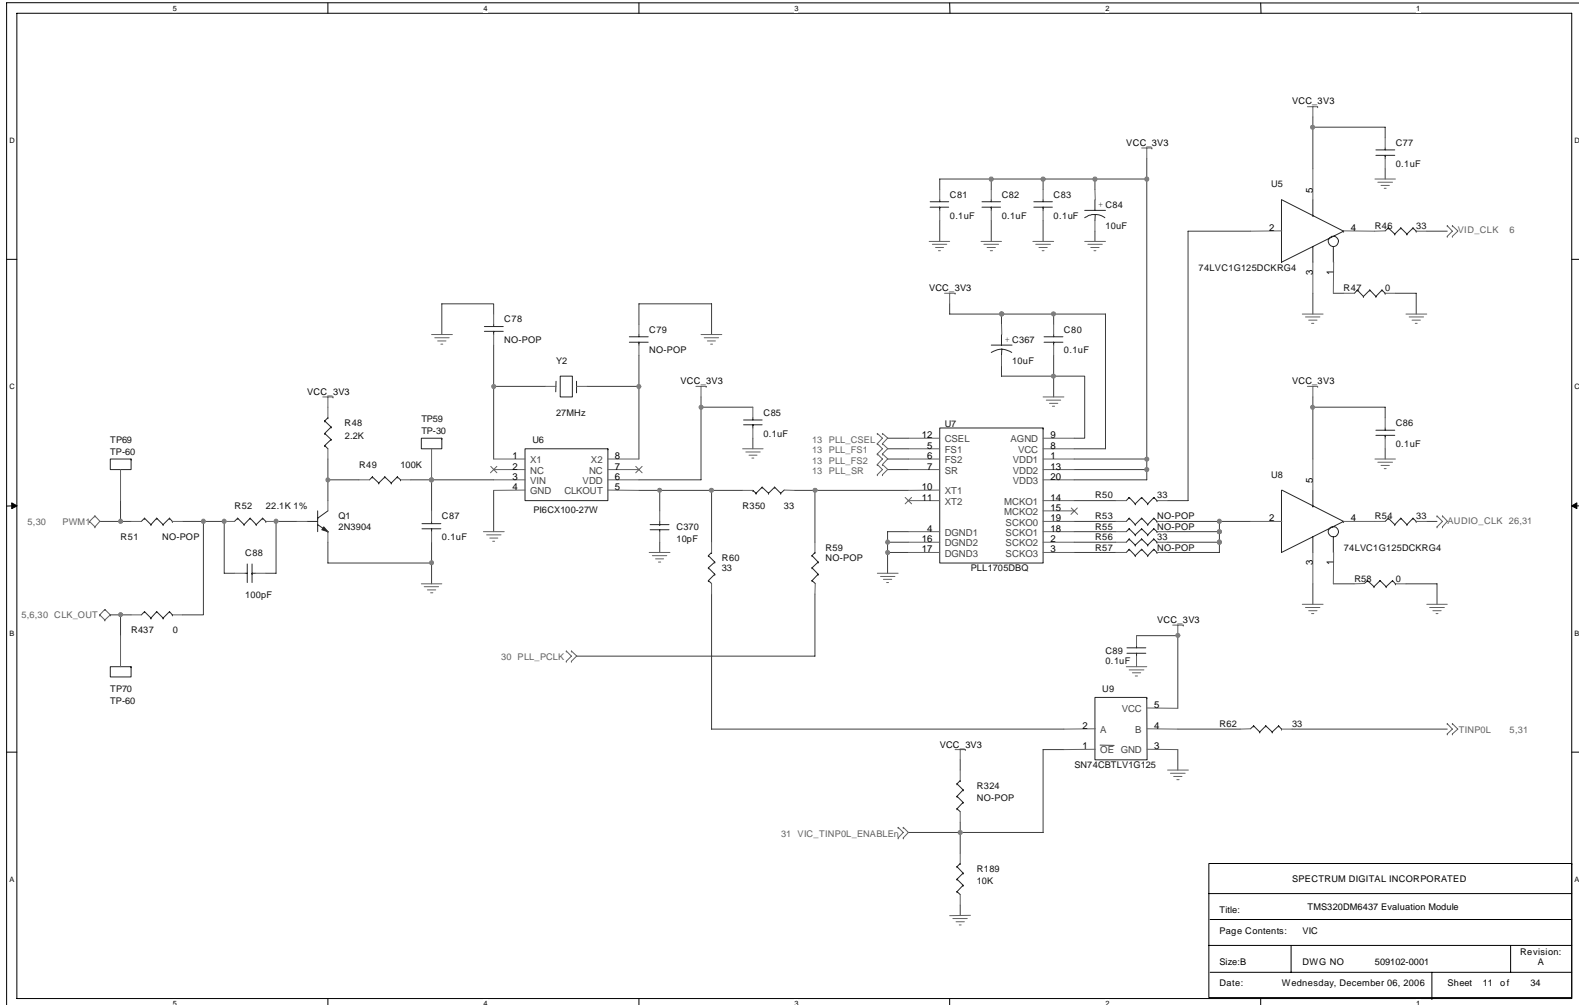 5 4 3 2 1
D
C
B
A
VCC_3V3
C77
0.1uF
U5
5
2 4
R46 33
VID_CLK 6
74LVC1G125DCKRG4
3 1
R47 0
VCC_3V3
C81
0.1uF
C82
0.1uF
C83
0.1uF
+ C84
10uF
VCC_3V3
+ C367
10uF
C80
0.1uF
C78
NO-POP
C79
NO-POP
Y2
27MHz
VCC_3V3
C85
0.1uF
VCC_3V3
R48
2.2K
TP59
TP-30
R49 100K
TP69
TP-60
5,30 PWM1
R51 NO-POP
R52 22.1K 1%
C88
100pF
Q1
2N3904
C87
0.1uF
5,6,30 CLK_OUT
R437 0
TP70
TP-60
U6
1 X1 X2 8
2 NC NC 7
3 VIN VDD 6
4 GND CLKOUT 5
PI6CX100-27W
C370
10pF
R350 33
R60
33
R59
NO-POP
30 PLL_PCLK
U7
13 PLL_CSEL 12 CSEL AGND 9
13 PLL_FS1 5 FS1 VCC 8
13 PLL_FS2 6 FS2 VDD1 1
13 PLL_SR 7 SR VDD2 13
VDD3 20
10 XT1
11 XT2
MCKO1 14 R50 33
MCKO2 15
SCKO0 19 R53 NO-POP
4 DGND1 SCKO1 18 R55 NO-POP
16 DGND2 SCKO2 2 R56 33
17 DGND3 SCKO3 3 R57 NO-POP
PLL1705DBQ
VCC_3V3
C86
0.1uF
U8
5
2 4
R54 33
AUDIO_CLK 26,31
74LVC1G125DCKRG4
3 1
R58 0
VCC_3V3
C89
0.1uF
U9
VCC 5
2 A B 4
1 OE GND 3
SN74CBTLV1G125
R62 33
TINP0L 5,31
VCC_3V3
R324
NO-POP
31 VIC_TINP0L_ENABLEn
R189
10K
SPECTRUM DIGITAL INCORPORATED
Title: TMS320DM6437 Evaluation Module
Page Contents: VIC
Size:B DWG NO 509102-0001 Revision: A
Date: Wednesday, December 06, 2006 Sheet 11 of 34
D
C
B
A
5 4 3 2 1